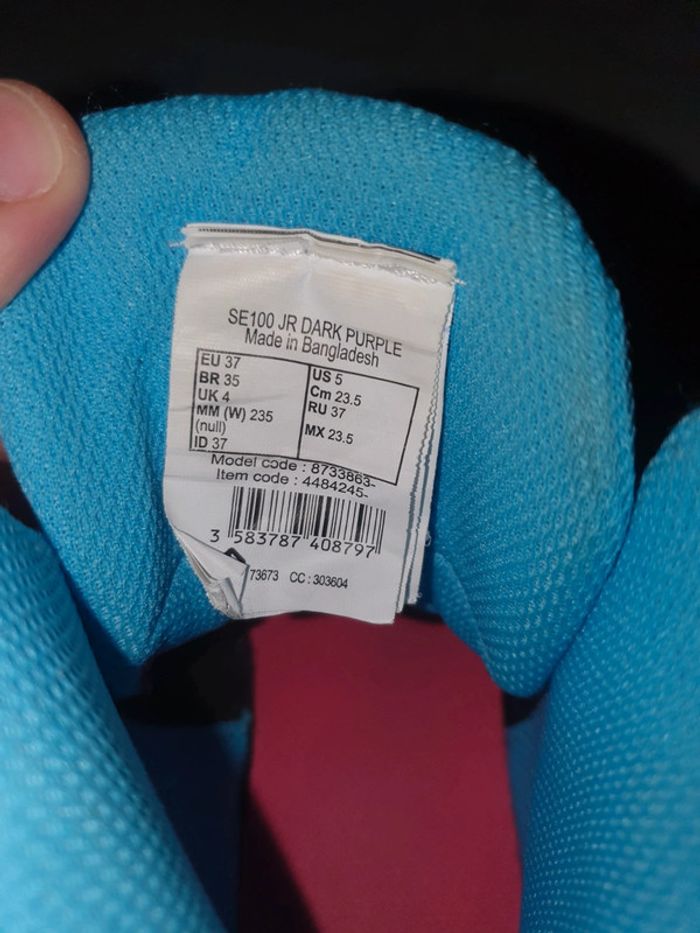 SE100 JR DARK PURPLE
Made in Bangladesh
EU 37
BR 35
UK 4
MM (W) 235
(null)
ID 37
US 5
Cm 23.5
RU 37
MX 23.5
Model code : 8733863-
Item code : 4484245-
3 583787 408797
73673 CC : 303604